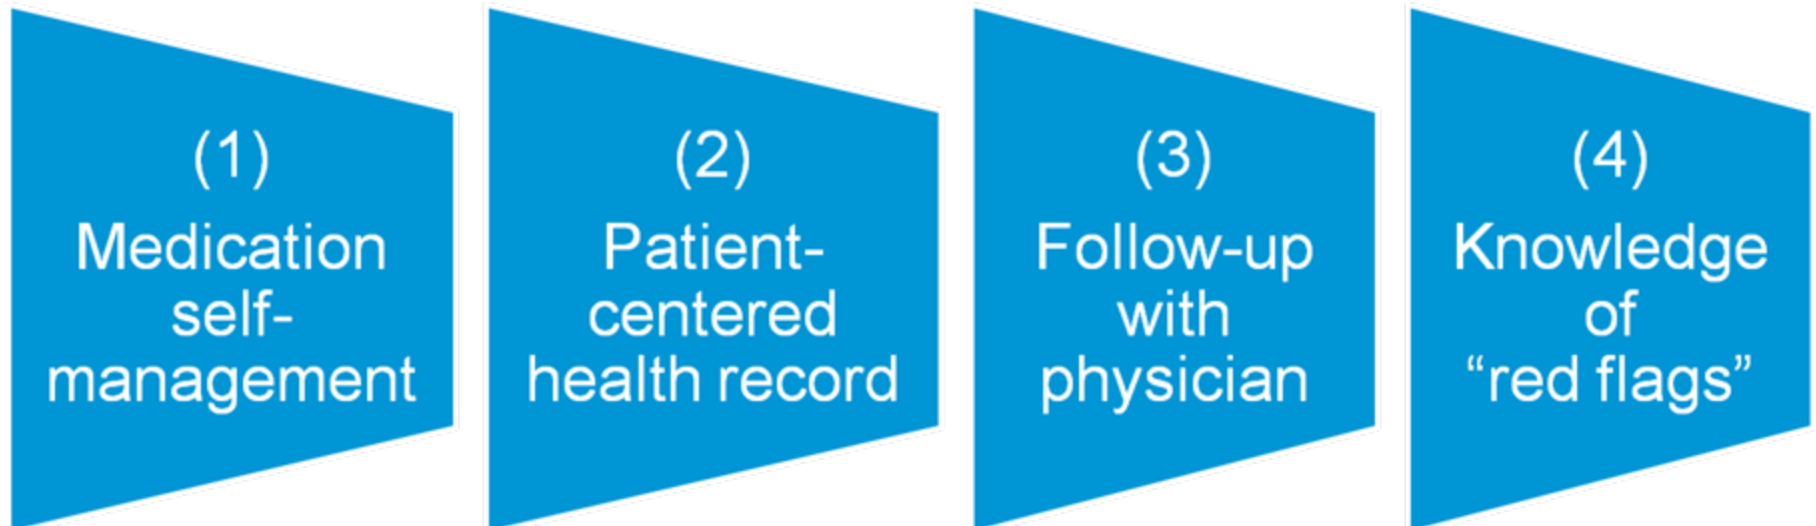 (1)
Medication
self-
management
(2)
Patient-
centered
health record
(3)
Follow-up
with
physician
(4)
Knowledge
of
“red flags”